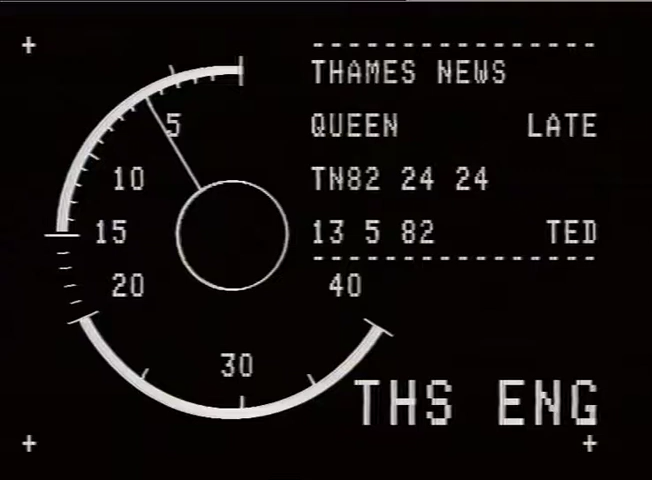 THAMES NEWS
QUEEN LATE
TN82 24 24
13 5 82 TED
5
10
15
20
30
40
THS ENG